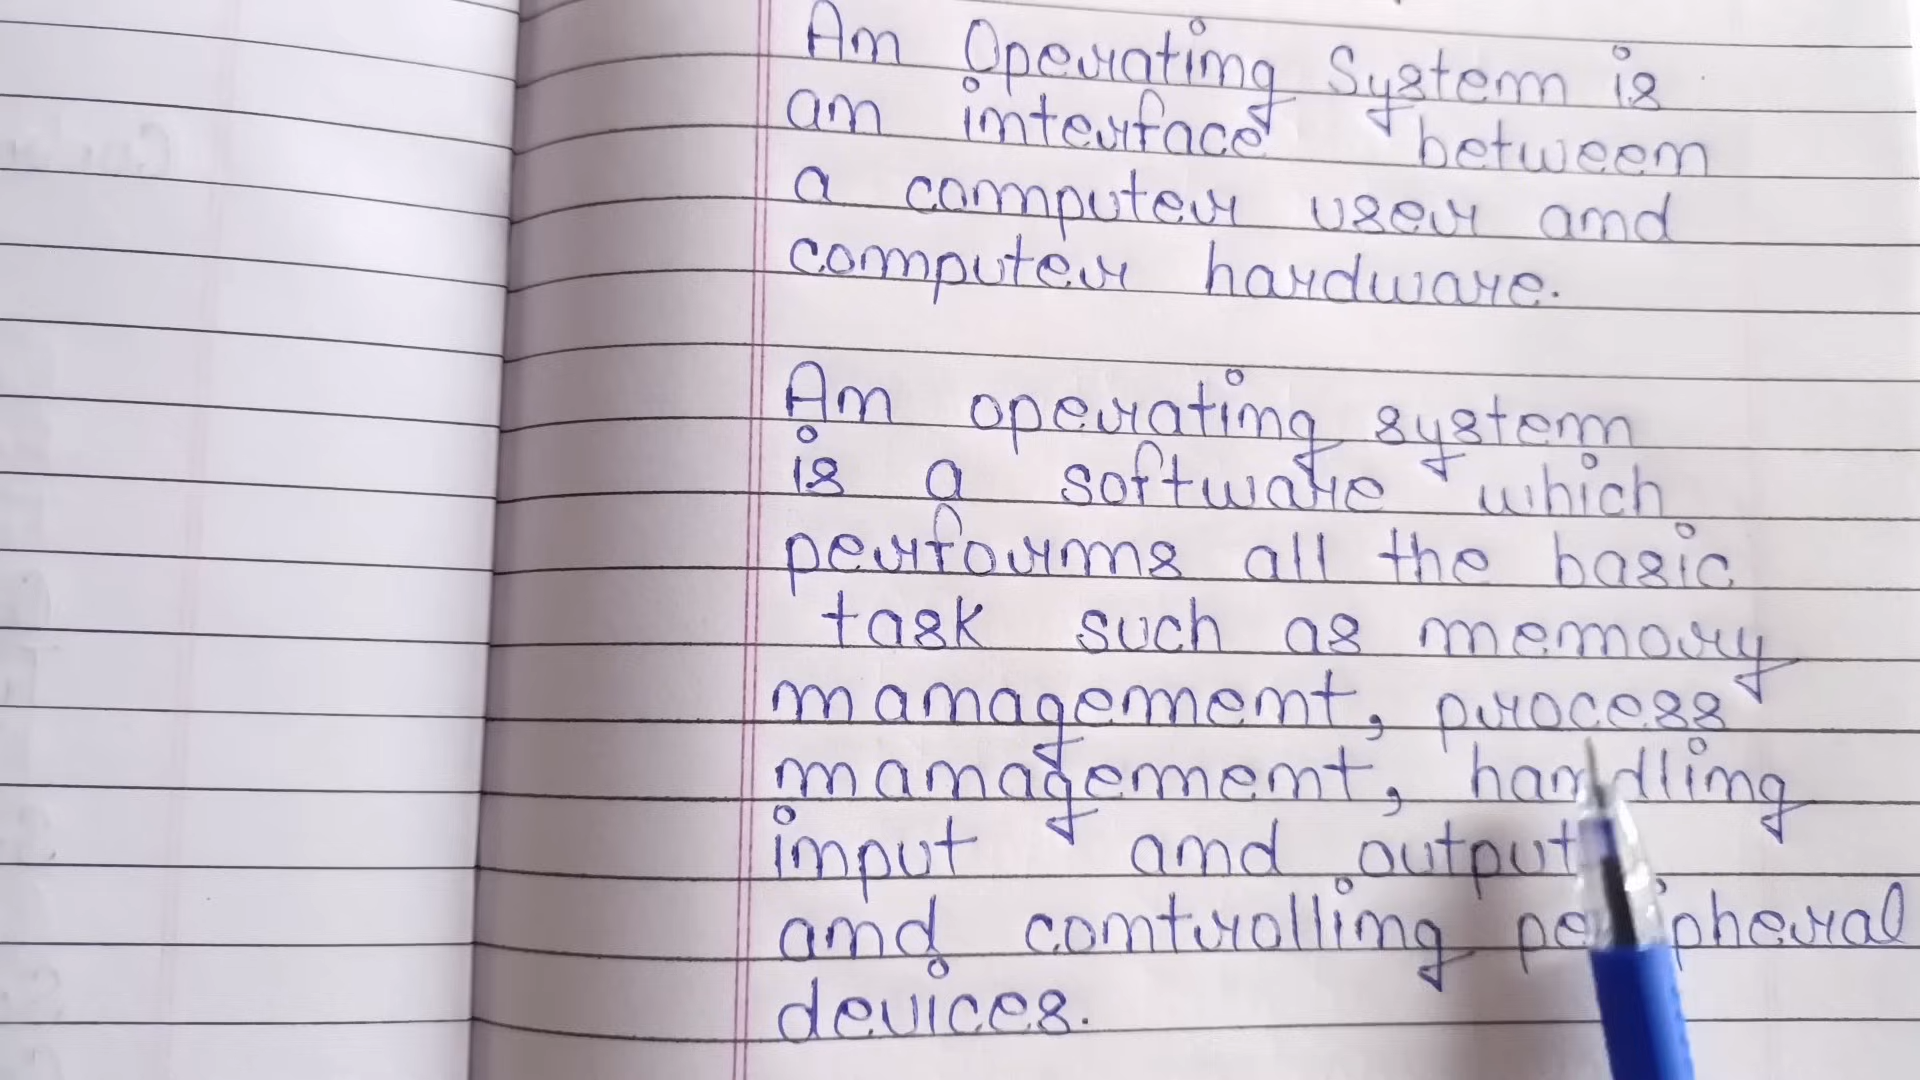 An Operating System is
an interface between
a computer user and
computer hardware.
An operating system
is a software which
performs all the basic
task such as memory
management, process
management, handling
input and output
and controlling peripheral
devices.